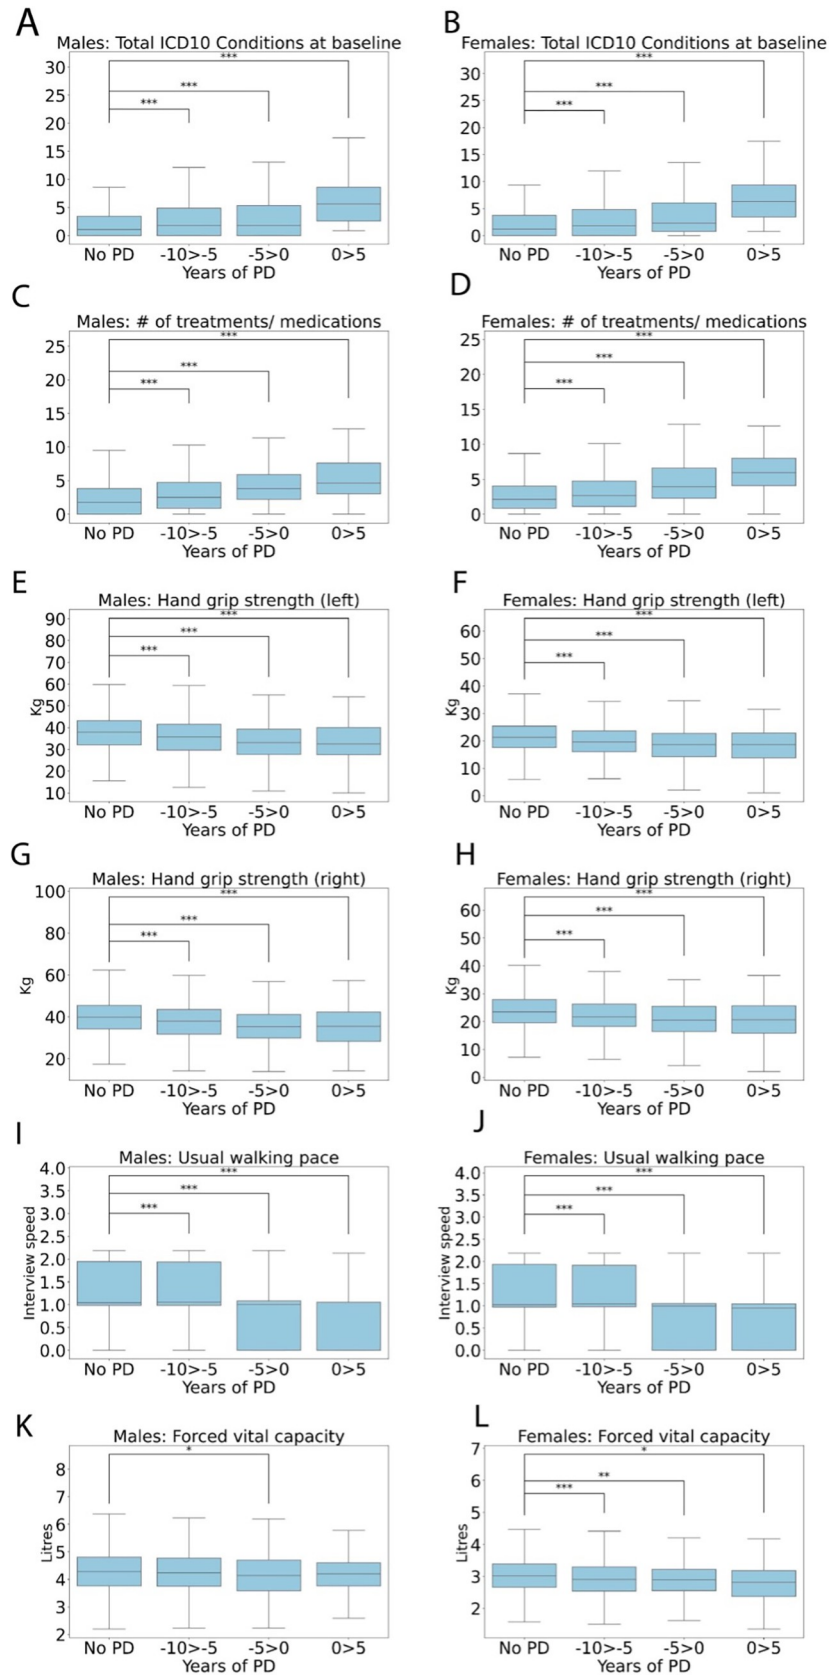 A
Males: Total ICD10 Conditions at baseline
***
***
***
30
25
20
15
10
5
0
No PD -10>-5 -5>0 0>5
Years of PD
B
Females: Total ICD10 Conditions at baseline
***
***
***
30
25
20
15
10
5
0
No PD -10>-5 -5>0 0>5
Years of PD
C
Males: # of treatments/ medications
***
***
***
25
20
15
10
5
0
No PD -10>-5 -5>0 0>5
Years of PD
D
Females: # of treatments/ medications
***
***
***
25
20
15
10
5
0
No PD -10>-5 -5>0 0>5
Years of PD
E
Males: Hand grip strength (left)
***
***
***
90
80
70
60
50
40
30
20
10
Kg
No PD -10>-5 -5>0 0>5
Years of PD
F
Females: Hand grip strength (left)
***
***
***
60
50
40
30
20
10
0
Kg
No PD -10>-5 -5>0 0>5
Years of PD
G
Males: Hand grip strength (right)
***
***
***
100
80
60
40
20
Kg
No PD -10>-5 -5>0 0>5
Years of PD
H
Females: Hand grip strength (right)
***
***
***
60
50
40
30
20
10
0
Kg
No PD -10>-5 -5>0 0>5
Years of PD
I
Males: Usual walking pace
***
***
***
4.0
3.5
3.0
2.5
2.0
1.5
1.0
0.5
0.0
Interview speed
No PD -10>-5 -5>0 0>5
Years of PD
J
Females: Usual walking pace
***
***
***
4.0
3.5
3.0
2.5
2.0
1.5
1.0
0.5
0.0
Interview speed
No PD -10>-5 -5>0 0>5
Years of PD
K
Males: Forced vital capacity
*
8
7
6
5
4
3
2
Litres
No PD -10>-5 -5>0 0>5
Years of PD
L
Females: Forced vital capacity
*
**
***
7
6
5
4
3
2
Litres
No PD -10>-5 -5>0 0>5
Years of PD